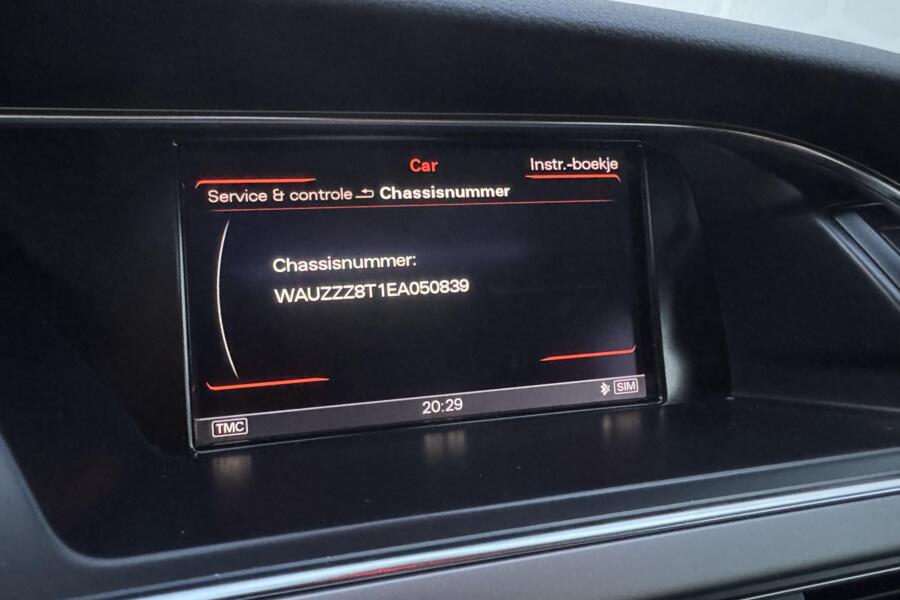 Car
Instr.-boekje
Service & controle Chassisnummer
Chassisnummer:
WAUZZZ8T1EA050839
20:29
SIM
TMC